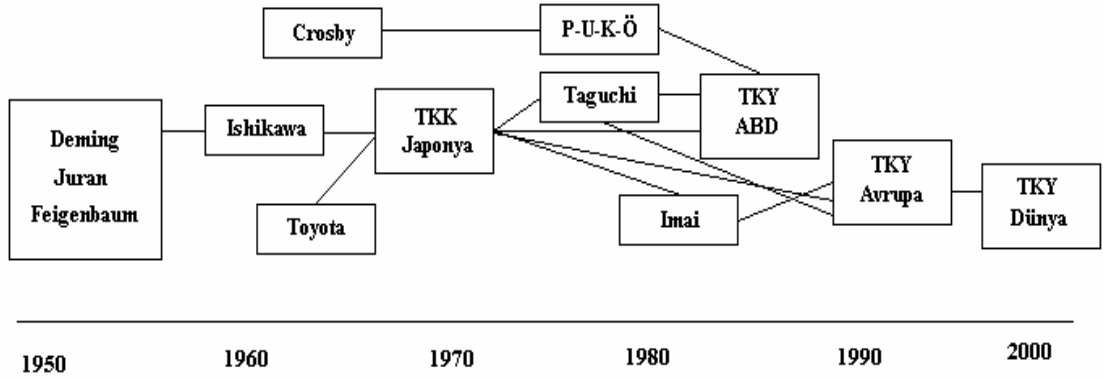 Crosby
P-U-K-Ö
Deming
Juran
Feigenbaum
Ishikawa
Toyota
TKK
Japonya
Taguchi
Imai
TKY
ABD
TKY
Avrupa
TKY
Dünya
1950
1960
1970
1980
1990
2000